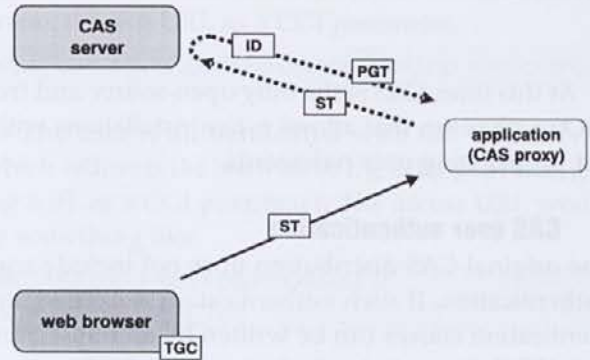 CAS
server
ID
PGT
ST
application
(CAS proxy)
ST
web browser
TGC